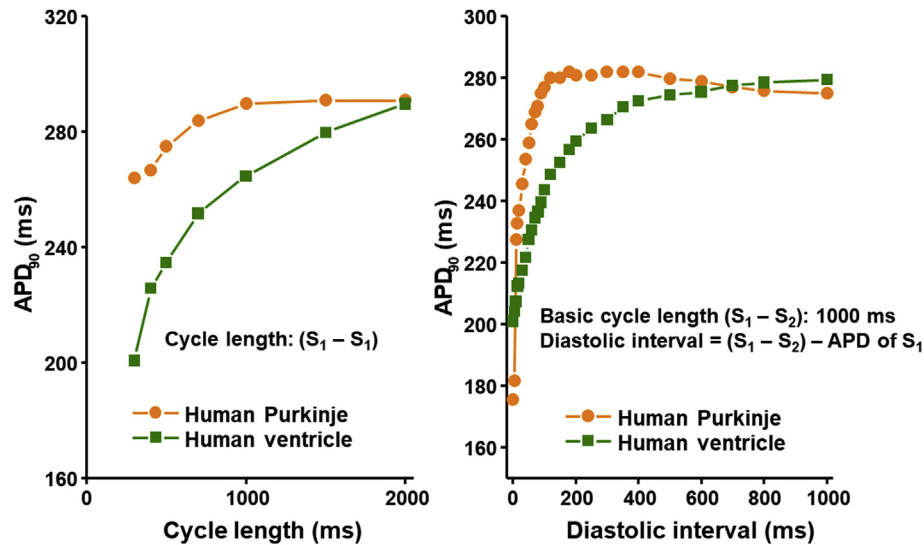 320
280
240
200
160
APD90 (ms)
Cycle length: (S1 – S1)
Human Purkinje
Human ventricle
0
1000
2000
Cycle length (ms)
302
280
260
240
220
200
180
160
APD90 (ms)
Basic cycle length (S1 – S2): 1000 ms
Diastolic interval = (S1 – S2) – APD of S1
Human Purkinje
Human ventricle
0
200
400
600
800
1000
Diastolic interval (ms)